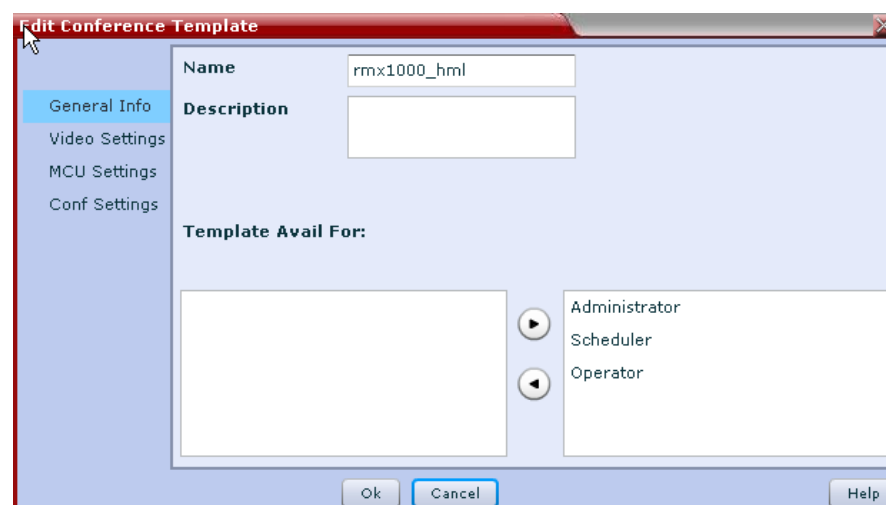 Edit Conference Template
General Info
Video Settings
MCU Settings
Conf Settings
Name
rmx1000_hml
Description
Template Avail For:
Administrator
Scheduler
Operator
Ok
Cancel
Help